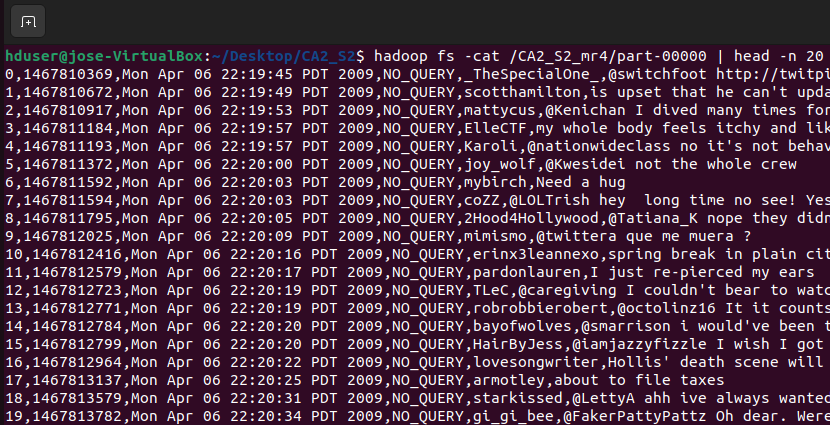 hduser@jose-VirtualBox:~/Desktop/CA2_S2$ hadoop fs -cat /CA2_S2_mr4/part-00000 | head -n 20
0,1467810369,Mon Apr 06 22:19:45 PDT 2009,NO_QUERY,_TheSpecialOne_,@switchfoot http://twitpi
1,1467810672,Mon Apr 06 22:19:49 PDT 2009,NO_QUERY,scotthamilton,is upset that he can't upda
2,1467810917,Mon Apr 06 22:19:53 PDT 2009,NO_QUERY,mattycus,@Kenichan I dived many times for
3,1467811184,Mon Apr 06 22:19:57 PDT 2009,NO_QUERY,ElleCTF,my whole body feels itchy and lik
4,1467811193,Mon Apr 06 22:19:57 PDT 2009,NO_QUERY,Karoli,@nationwideclass no it's not behav
5,1467811372,Mon Apr 06 22:20:00 PDT 2009,NO_QUERY,joy_wolf,@Kwesidei not the whole crew
6,1467811592,Mon Apr 06 22:20:03 PDT 2009,NO_QUERY,mybirch,Need a hug
7,1467811594,Mon Apr 06 22:20:03 PDT 2009,NO_QUERY,coZZ,@LOLTrish hey  long time no see! Yes
8,1467811795,Mon Apr 06 22:20:05 PDT 2009,NO_QUERY,2Hood4Hollywood,@Tatiana_K nope they didn
9,1467812025,Mon Apr 06 22:20:09 PDT 2009,NO_QUERY,mimismo,@twittera que me muera ?
10,1467812416,Mon Apr 06 22:20:16 PDT 2009,NO_QUERY,erinx3leannexo,spring break in plain cit
11,1467812579,Mon Apr 06 22:20:17 PDT 2009,NO_QUERY,pardonlauren,I just re-pierced my ears
12,1467812723,Mon Apr 06 22:20:19 PDT 2009,NO_QUERY,TLeC,@caregiving I couldn't bear to watc
13,1467812771,Mon Apr 06 22:20:19 PDT 2009,NO_QUERY,robrobbierobert,@octolinz16 It it counts
14,1467812784,Mon Apr 06 22:20:20 PDT 2009,NO_QUERY,bayofwolves,@smarrison i would've been t
15,1467812799,Mon Apr 06 22:20:20 PDT 2009,NO_QUERY,HairByJess,@iamjazzyfizzle I wish I got
16,1467812964,Mon Apr 06 22:20:22 PDT 2009,NO_QUERY,lovesongwriter,Hollis' death scene will
17,1467813137,Mon Apr 06 22:20:25 PDT 2009,NO_QUERY,armotley,about to file taxes
18,1467813579,Mon Apr 06 22:20:31 PDT 2009,NO_QUERY,starkissed,@LettyA ahh ive always wanted
19,1467813782,Mon Apr 06 22:20:34 PDT 2009,NO_QUERY,gi_gi_bee,@FakerPattyPattz Oh dear. Were